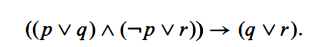 ((p ∨ q) ∧ (¬p ∨ r)) → (q ∨ r).